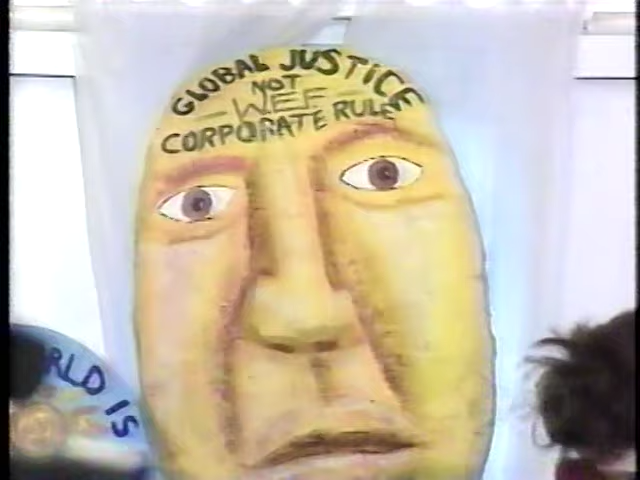 GLOBAL JUSTICE
NOT
WEF
CORPORATE RULE
RLD IS